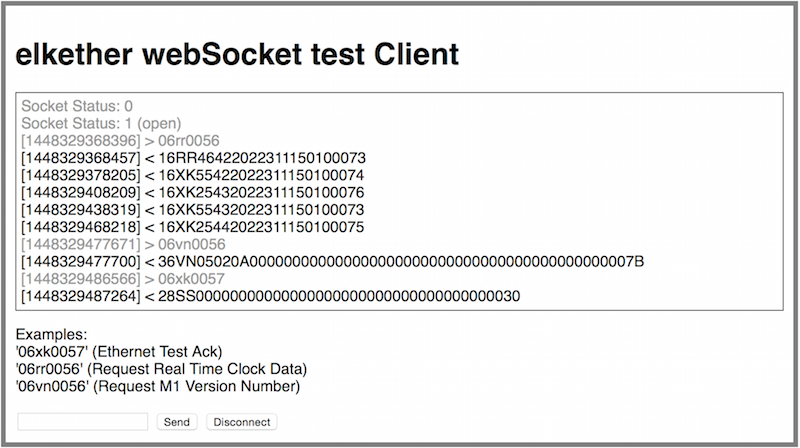 elkether webSocket test Client
Socket Status: 0
Socket Status: 1 (open)
[1448329368396] > 06rr0056
[1448329368457] < 16RR46422022311150100073
[1448329378205] < 16XK55422022311150100074
[1448329408209] < 16XK25432022311150100076
[1448329438319] < 16XK55432022311150100073
[1448329468218] < 16XK25442022311150100075
[1448329477671] > 06vn0056
[1448329477700] < 36VN05020A00000000000000000000000000000000000000000000007B
[1448329486566] > 06xk0057
[1448329487264] < 28SS0000000000000000000000000000000000030
Examples:
'06xk0057' (Ethernet Test Ack)
'06rr0056' (Request Real Time Clock Data)
'06vn0056' (Request M1 Version Number)
Send Disconnect